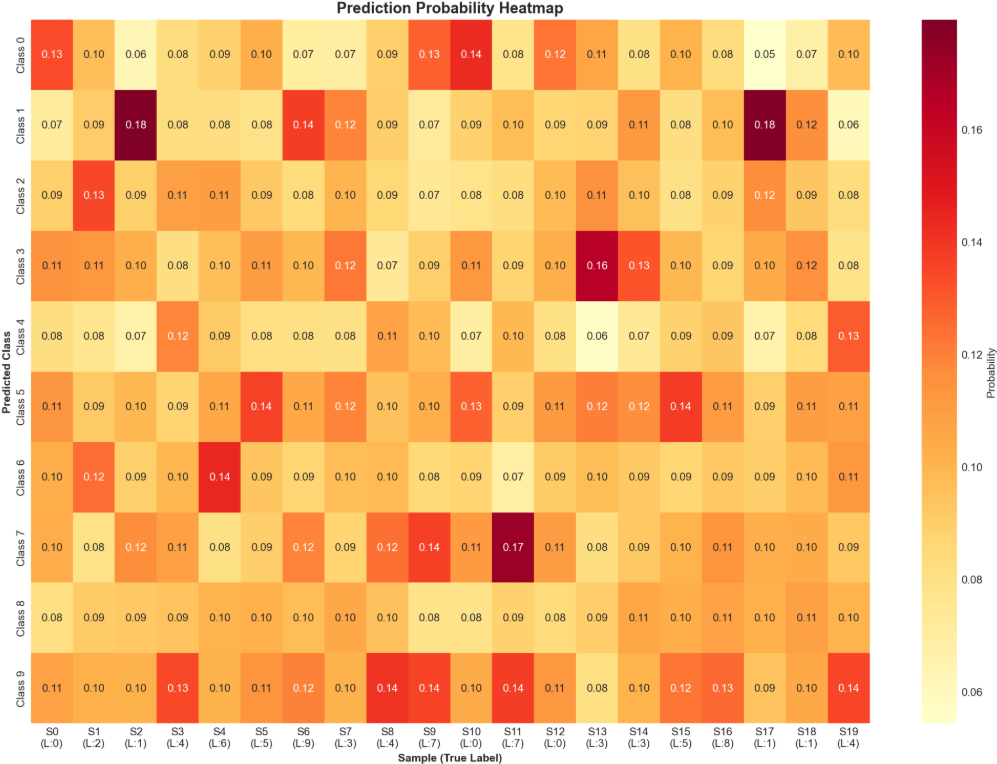 Prediction Probability Heatmap
Class 0 0.13 0.10 0.06 0.08 0.09 0.10 0.07 0.07 0.09 0.13 0.14 0.08 0.12 0.11 0.08 0.10 0.08 0.05 0.07 0.10
Class 1 0.07 0.09 0.18 0.08 0.08 0.08 0.14 0.12 0.09 0.07 0.09 0.10 0.09 0.09 0.11 0.08 0.10 0.18 0.12 0.06
0.16
Class 2 0.09 0.13 0.09 0.11 0.11 0.09 0.08 0.10 0.09 0.07 0.08 0.08 0.10 0.11 0.10 0.08 0.09 0.12 0.09 0.08
0.14
Class 3 0.11 0.11 0.10 0.08 0.10 0.11 0.10 0.12 0.07 0.09 0.11 0.09 0.10 0.16 0.13 0.10 0.09 0.10 0.12 0.08
Class 4 0.08 0.08 0.07 0.12 0.09 0.08 0.08 0.08 0.11 0.10 0.07 0.10 0.08 0.06 0.07 0.09 0.09 0.07 0.08 0.13
0.12
Predicted Class
Probability
Class 5 0.11 0.09 0.10 0.09 0.11 0.14 0.11 0.12 0.10 0.10 0.13 0.09 0.11 0.12 0.12 0.14 0.11 0.09 0.11 0.11
0.10
Class 6 0.10 0.12 0.09 0.10 0.14 0.09 0.09 0.10 0.10 0.08 0.09 0.07 0.09 0.10 0.09 0.09 0.09 0.09 0.10 0.11
Class 7 0.10 0.08 0.12 0.11 0.08 0.09 0.12 0.09 0.12 0.14 0.11 0.17 0.11 0.08 0.09 0.10 0.11 0.10 0.10 0.09
0.08
Class 8 0.08 0.09 0.09 0.09 0.10 0.10 0.10 0.10 0.10 0.08 0.08 0.09 0.08 0.09 0.11 0.10 0.11 0.10 0.11 0.10
Class 9 0.11 0.10 0.10 0.13 0.10 0.11 0.12 0.10 0.14 0.14 0.10 0.14 0.11 0.08 0.10 0.12 0.13 0.09 0.10 0.14
0.06
S0 S1 S2 S3 S4 S5 S6 S7 S8 S9 S10 S11 S12 S13 S14 S15 S16 S17 S18 S19
(L:0) (L:2) (L:1) (L:4) (L:6) (L:5) (L:9) (L:3) (L:4) (L:7) (L:0) (L:7) (L:0) (L:3) (L:3) (L:5) (L:8) (L:1) (L:1) (L:4)
Sample (True Label)